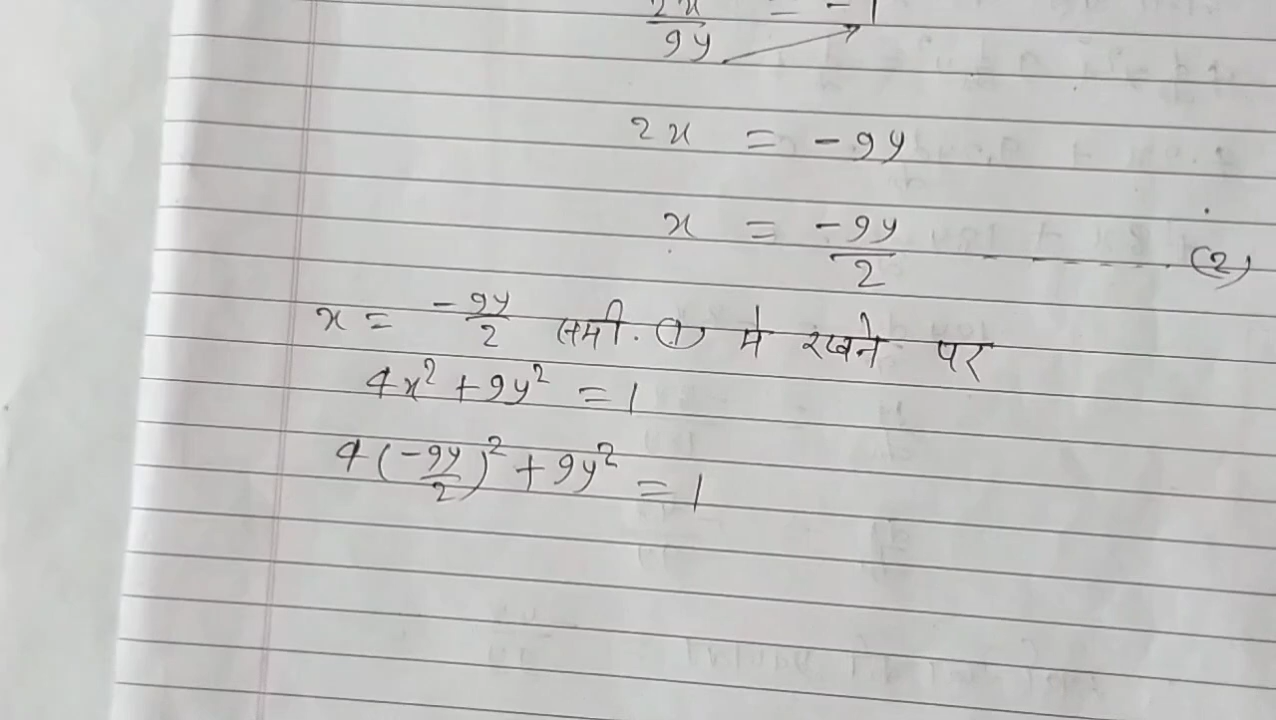 2x/9y = -1
2x = -9y
x = -9y/2 - - - - - - (2)
x = -9y/2 समी. (1) मे रखने पर
4x² + 9y² = 1
4(-9y/2)² + 9y² = 1